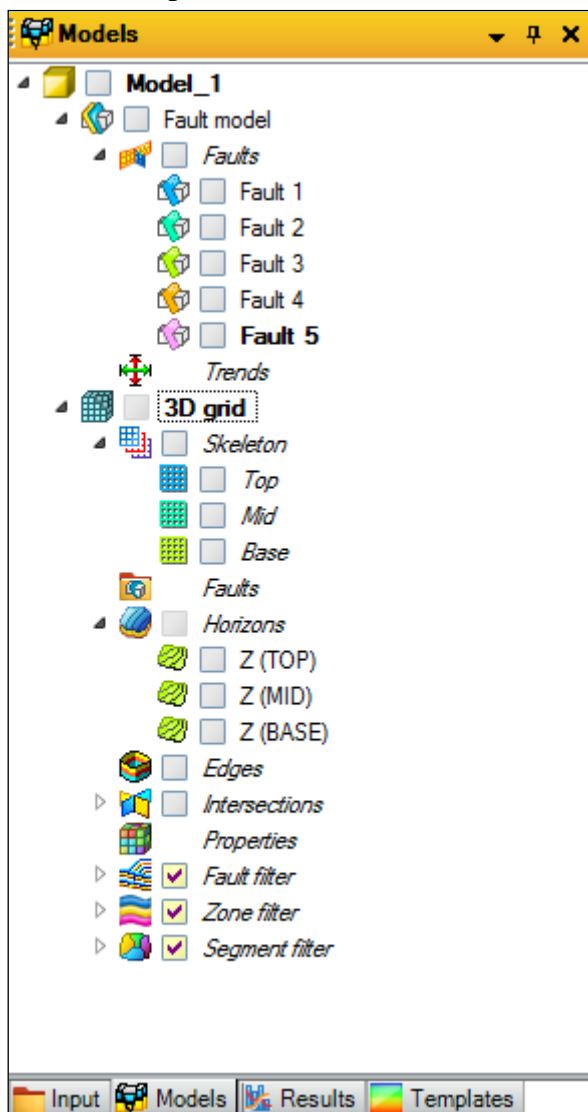 Models
Model_1
Fault model
Faults
Fault 1
Fault 2
Fault 3
Fault 4
Fault 5
Trends
3D grid
Skeleton
Top
Mid
Base
Faults
Horizons
Z (TOP)
Z (MID)
Z (BASE)
Edges
Intersections
Properties
Fault filter
Zone filter
Segment filter
Input Models Results Templates